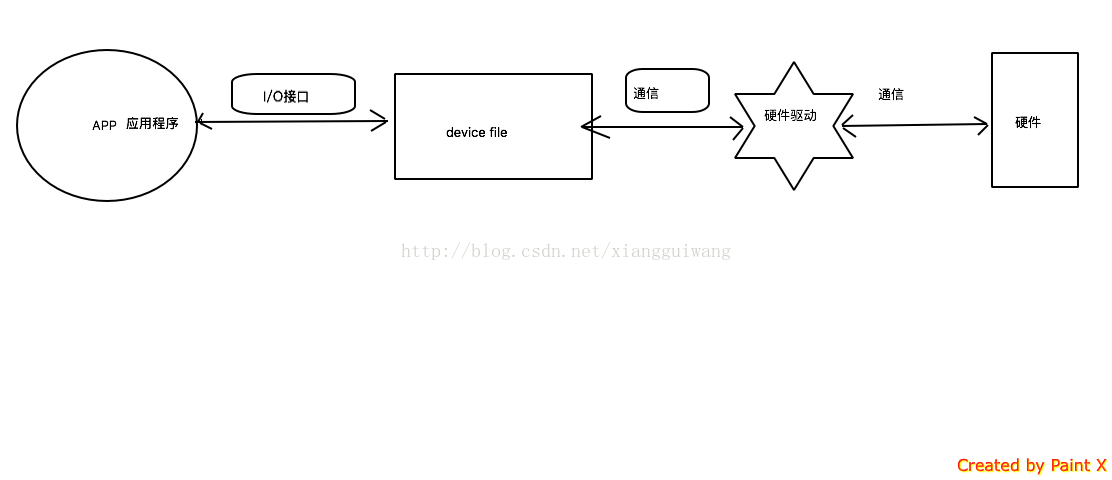 I/O接口
APP 应用程序
device file
通信
硬件驱动
通信
硬件
http://blog.csdn.net/xiangguiwang
Created by Paint X